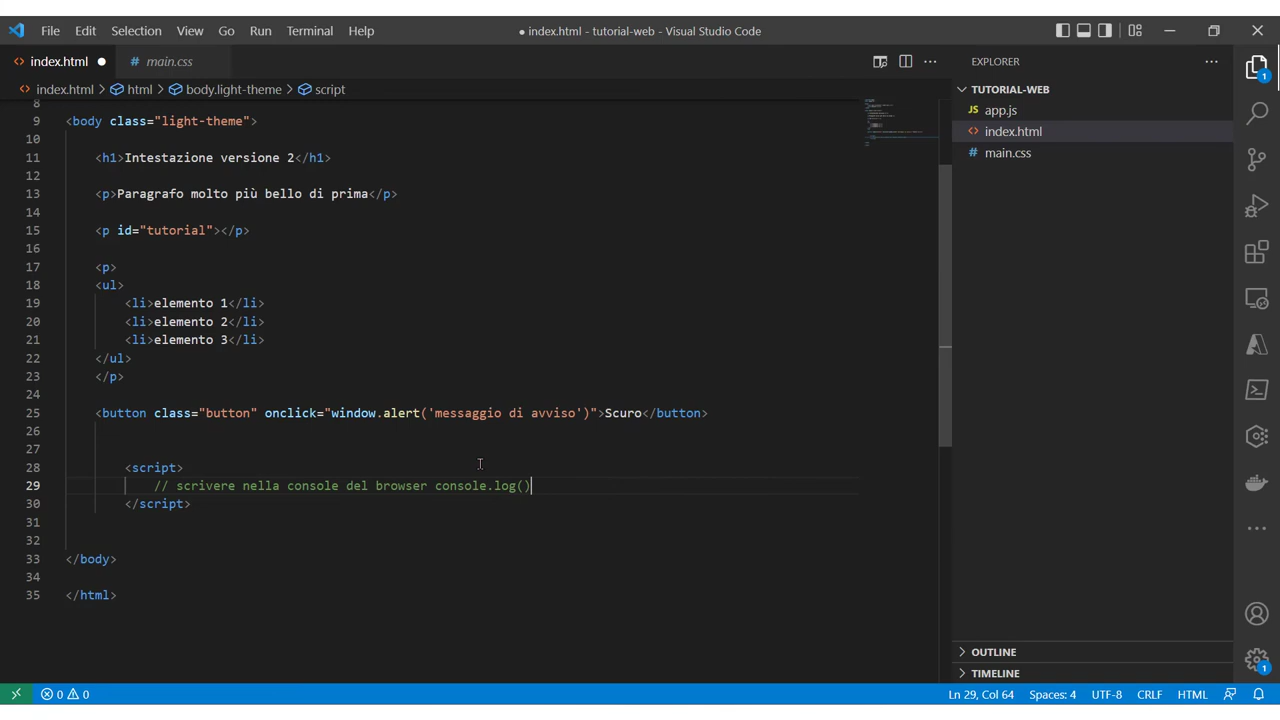 File Edit Selection View Go Run Terminal Help ● index.html - tutorial-web - Visual Studio Code
<> index.html ● # main.css EXPLORER
<> index.html > html > body.light-theme > script TUTORIAL-WEB
JS app.js
<> index.html
# main.css
8
9 <body class="light-theme">
10
11 <h1>Intestazione versione 2</h1>
12
13 <p>Paragrafo molto più bello di prima</p>
14
15 <p id="tutorial"></p>
16
17 <p>
18 <ul>
19 <li>elemento 1</li>
20 <li>elemento 2</li>
21 <li>elemento 3</li>
22 </ul>
23 </p>
24
25 <button class="button" onclick="window.alert('messaggio di avviso')">Scuro</button>
26
27
28 <script>
29 // scrivere nella console del browser console.log()
30 </script>
31
32
33 </body>
34
35 </html>
1
1
OUTLINE
TIMELINE
0 0 Ln 29, Col 64 Spaces: 4 UTF-8 CRLF HTML